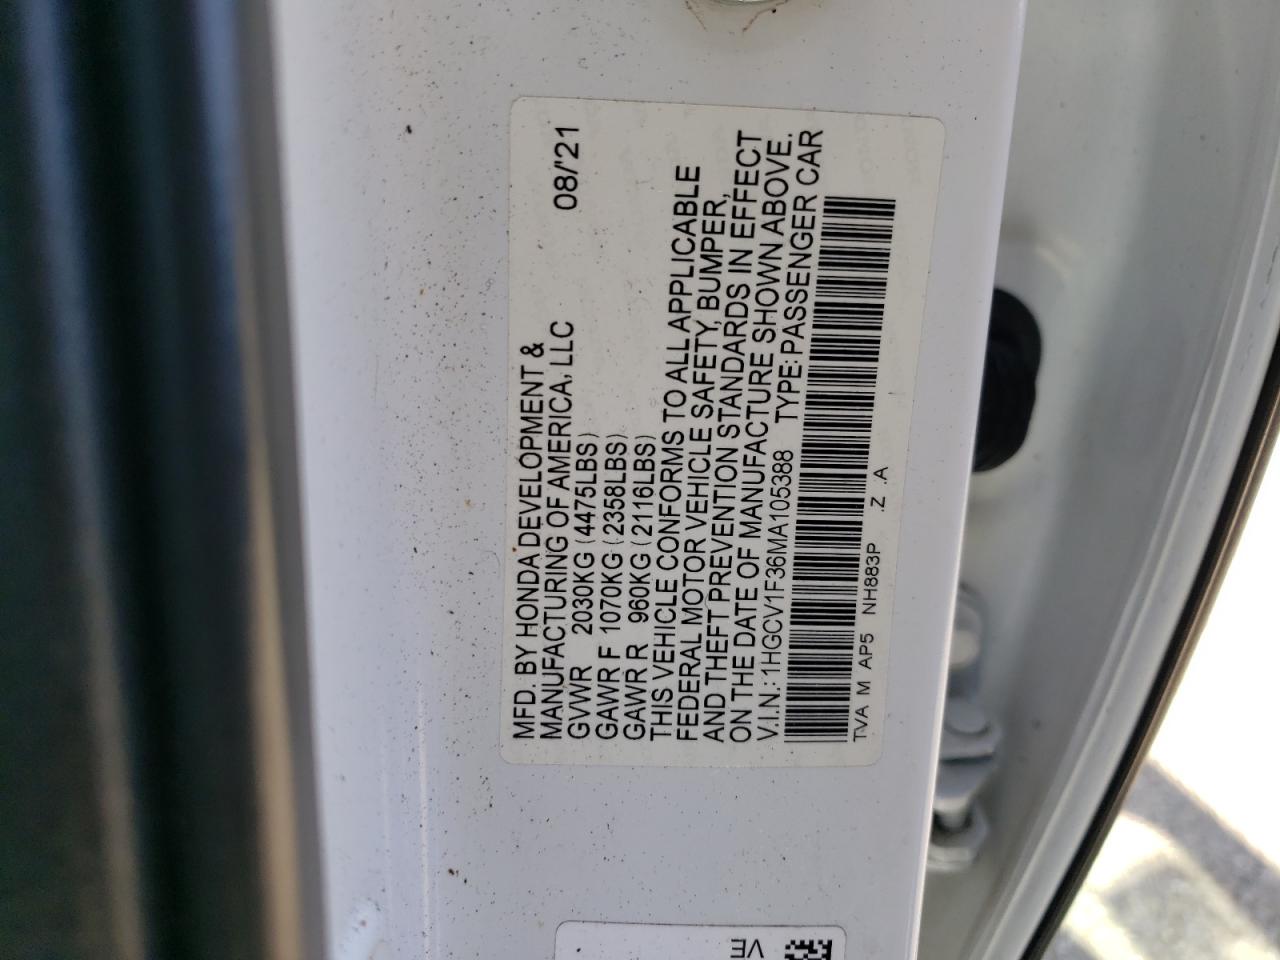 MFD. BY HONDA DEVELOPMENT &
MANUFACTURING OF AMERICA, LLC 08/'21
GVWR 2030KG (4475LBS)
GAWR F 1070KG (2358LBS)
GAWR R 960KG (2116LBS)
THIS VEHICLE CONFORMS TO ALL APPLICABLE
FEDERAL MOTOR VEHICLE SAFETY, BUMPER,
AND THEFT PREVENTION STANDARDS IN EFFECT
ON THE DATE OF MANUFACTURE SHOWN ABOVE.
V.I.N.: 1HGCV1F36MA105388 TYPE: PASSENGER CAR
TVA M AP5 NH883P .Z .A
VE